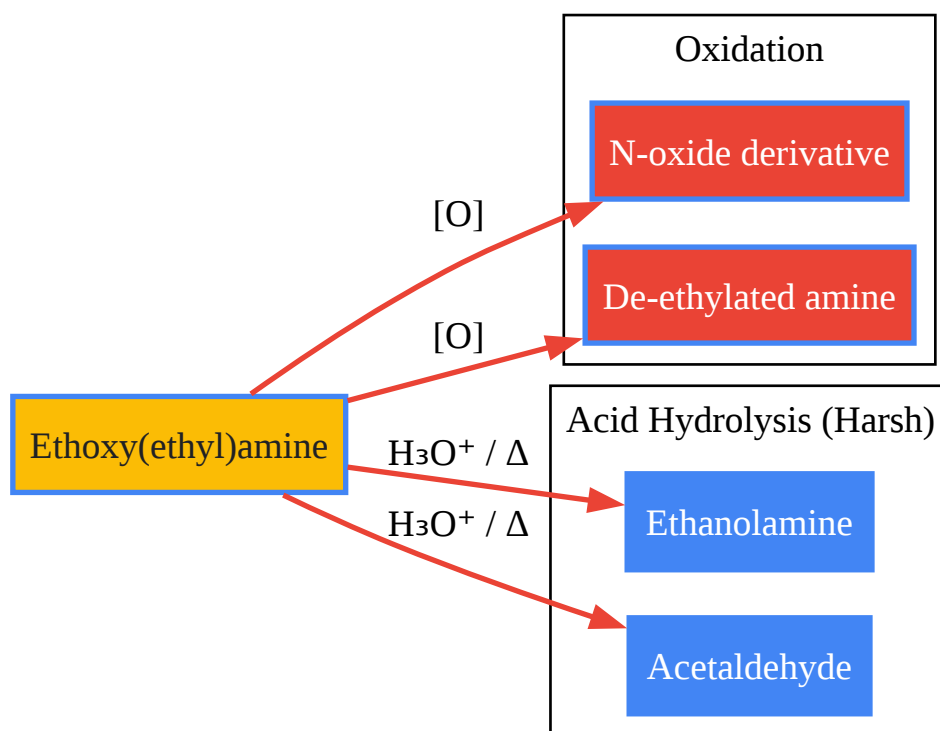 Oxidation
N-oxide derivative
[O]
De-ethylated amine
[O]
Ethoxy(ethyl)amine
Acid Hydrolysis (Harsh)
H₃O⁺ / Δ
Ethanolamine
H₃O⁺ / Δ
Acetaldehyde